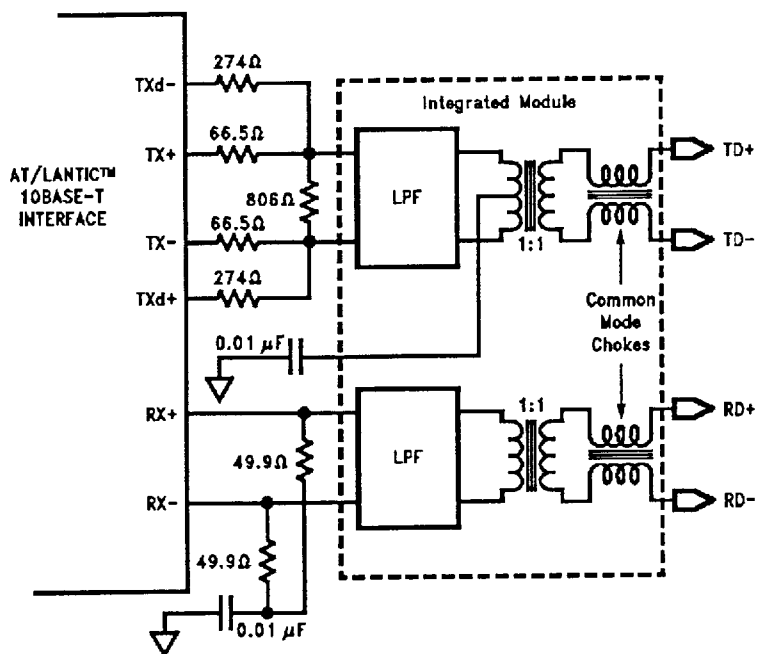 AT/LANTIC™
10BASE-T
INTERFACE
TXd-
274Ω
TX+
66.5Ω
806Ω
TX-
66.5Ω
TXd+
274Ω
0.01 μF
RX+
49.9Ω
RX-
49.9Ω
0.01 μF
Integrated Module
LPF
1:1
TD+
TD-
Common
Mode
Chokes
LPF
1:1
RD+
RD-